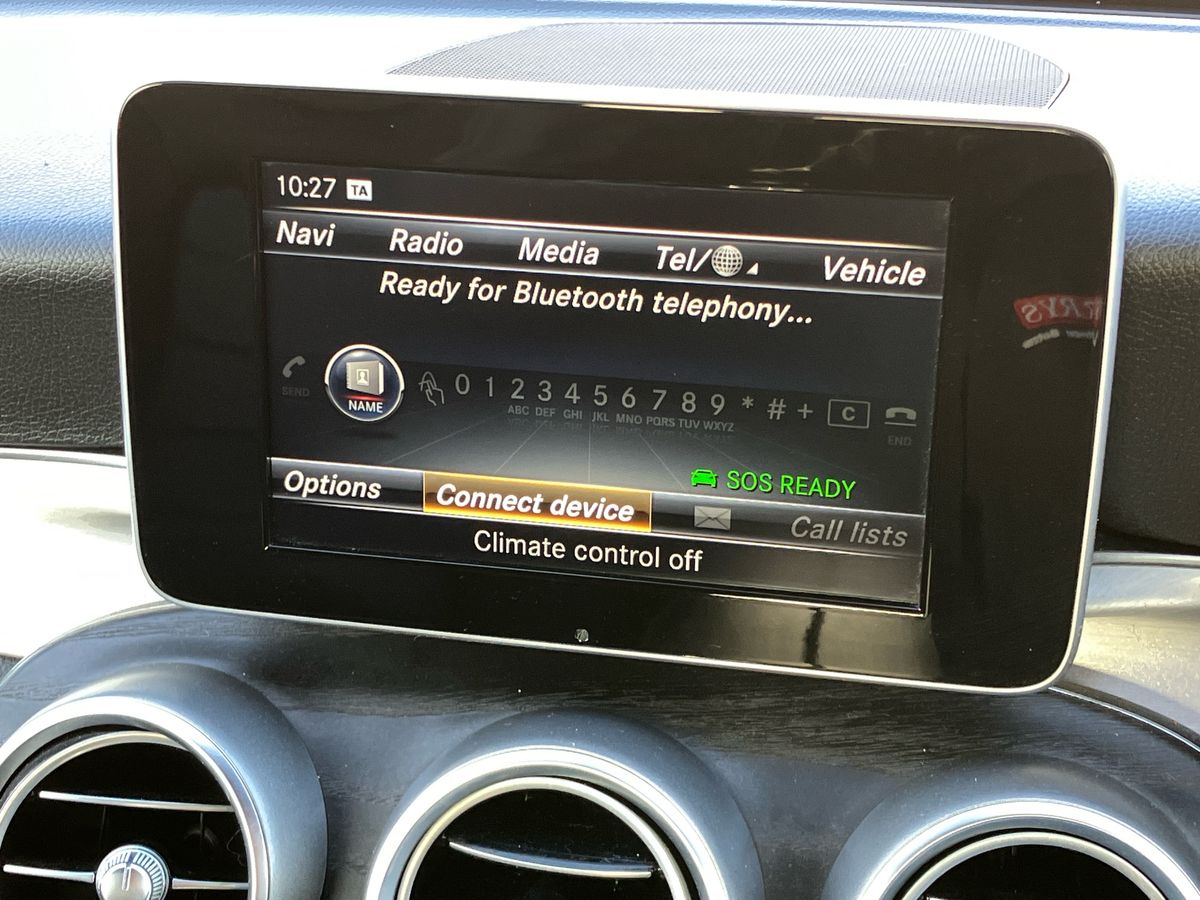 10:27 TA
Navi Radio Media Tel/ Vehicle
Ready for Bluetooth telephony...
SEND NAME 0 1 2 3 4 5 6 7 8 9 * # + C END
ABC DEF GHI JKL MNO PQRS TUV WXYZ
SOS READY
Options Connect device Call lists
Climate control off